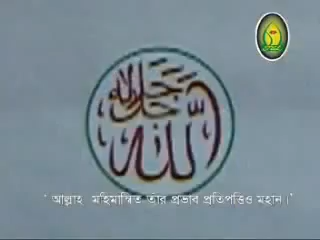 الله جل جلاله
' আল্লাহ মহিমান্বিত তাঁর প্রভাব প্রতিপত্তিও মহান।'